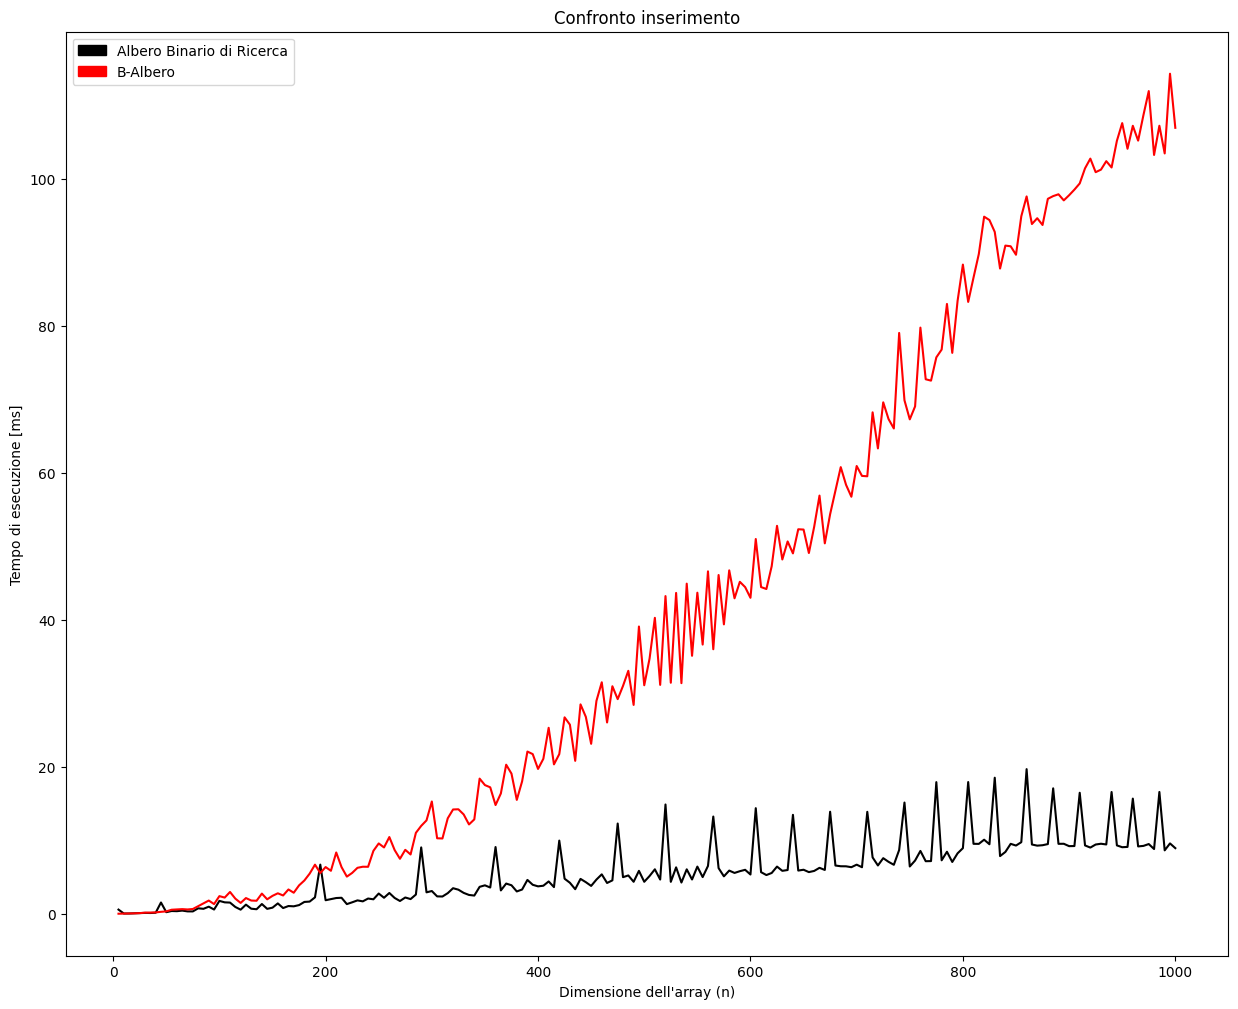 Confronto inserimento
Albero Binario di Ricerca
B-Albero
Tempo di esecuzione [ms]
100
80
60
40
20
0
0 200 400 600 800 1000
Dimensione dell'array (n)